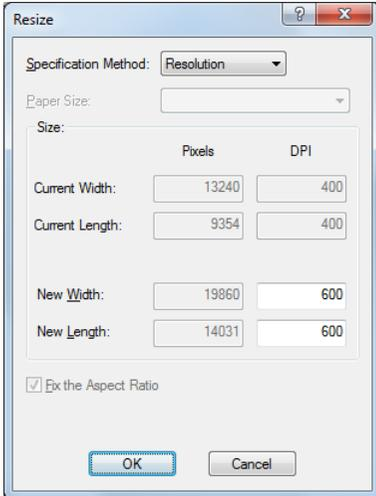 Resize
?
X
Specification Method: Resolution
Paper Size:
Size:
Pixels DPI
Current Width: 13240 400
Current Length: 9354 400
New Width: 19860 600
New Length: 14031 600
Fix the Aspect Ratio
OK Cancel